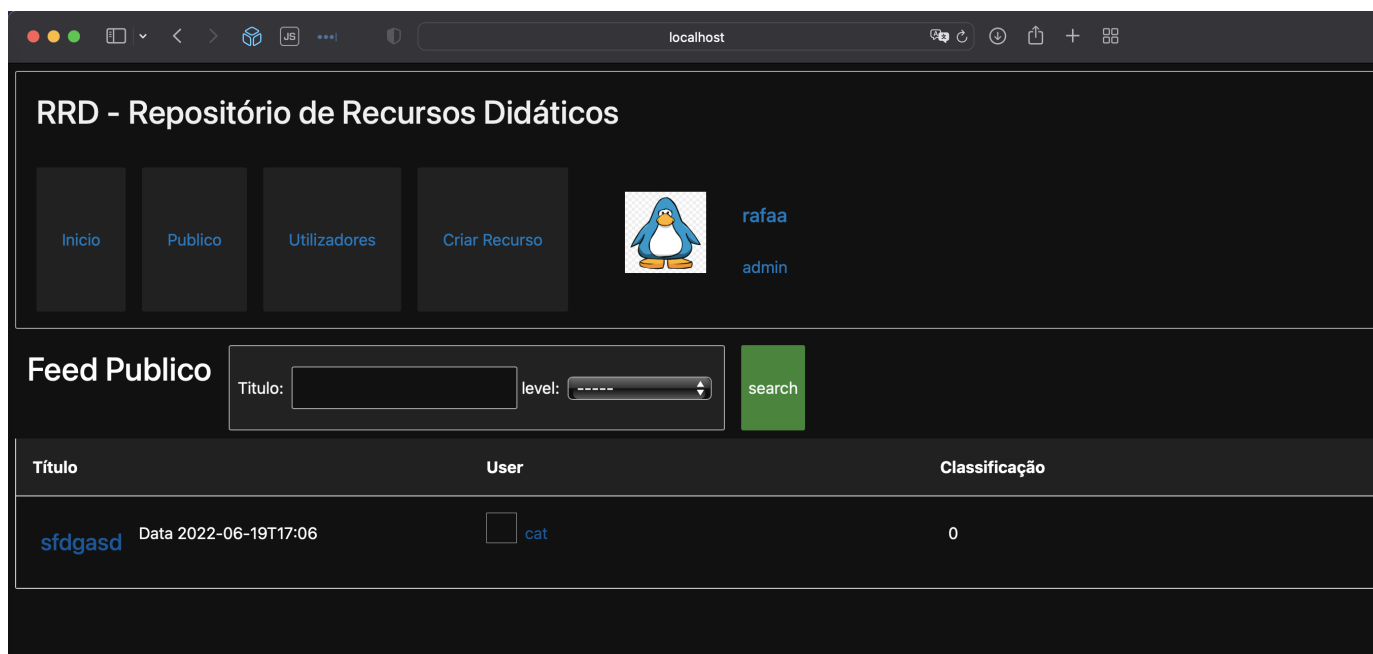 JS
localhost
RRD - Repositório de Recursos Didáticos
Inicio Publico Utilizadores Criar Recurso
rafaa
admin
Feed Publico
Titulo: level: ----- search
Título User Classificação
sfdgasd Data 2022-06-19T17:06 cat 0